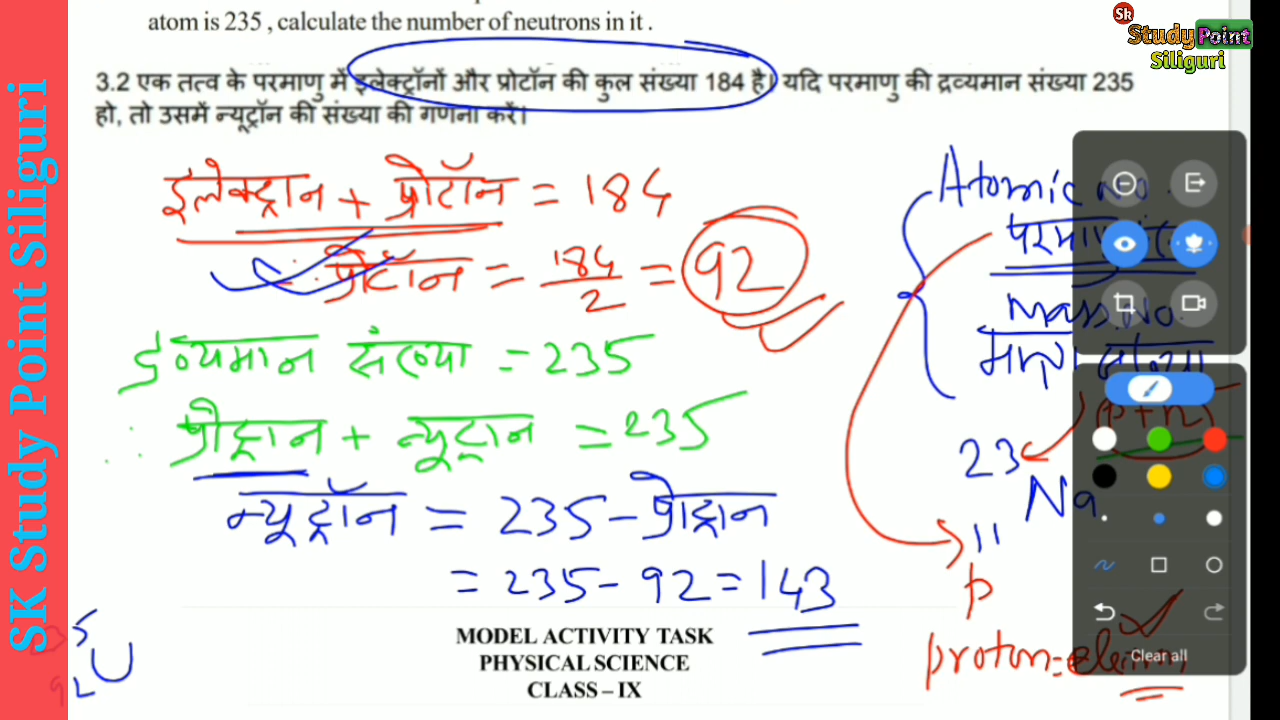 atom is 235 , calculate the number of neutrons in it .
3.2 एक तत्व के परमाणु में इलेक्ट्रॉनों और प्रोटॉन की कुल संख्या 184 है। यदि परमाणु की द्रव्यमान संख्या 235
हो, तो उसमें न्यूट्रॉन की संख्या की गणना करें।
इलेक्ट्रान + प्रोटॉन = 184
∴ प्रोटॉन = 184/2 = 92
द्रव्यमान संख्या = 235
∴ प्रोट्रान + न्यूट्रान = 235
न्यूट्रॉन = 235 - प्रोट्रान
= 235 - 92 = 143
MODEL ACTIVITY TASK
PHYSICAL SCIENCE
CLASS – IX
Atomic No.
Mass No.
(p+n)
23
Na
11
p
proton =
Clear all
U
92
SK Study Point Siliguri
Sk
Study Point
Siliguri